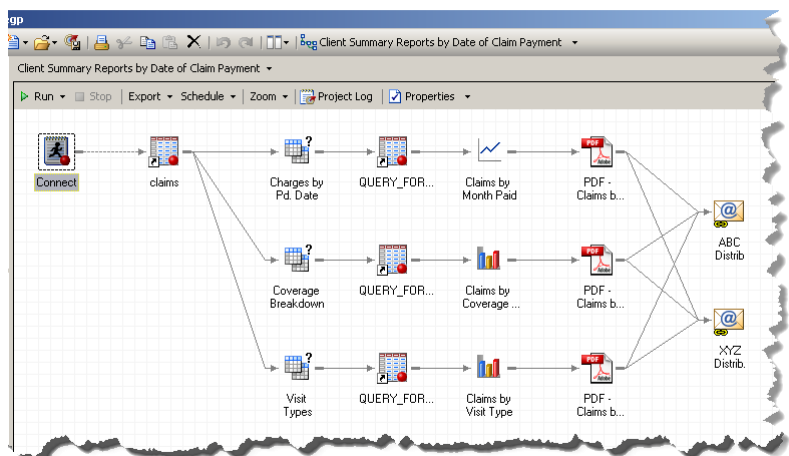 egp
Client Summary Reports by Date of Claim Payment
Client Summary Reports by Date of Claim Payment
Run Stop Export Schedule Zoom Project Log Properties
Connect
claims
Charges by
Pd. Date
QUERY_FOR...
Claims by
Month Paid
PDF -
Claims b...
ABC
Distrib
Coverage
Breakdown
QUERY_FOR...
Claims by
Coverage ...
PDF -
Claims b...
XYZ
Distrib.
Visit
Types
QUERY_FOR...
Claims by
Visit Type
PDF -
Claims b...